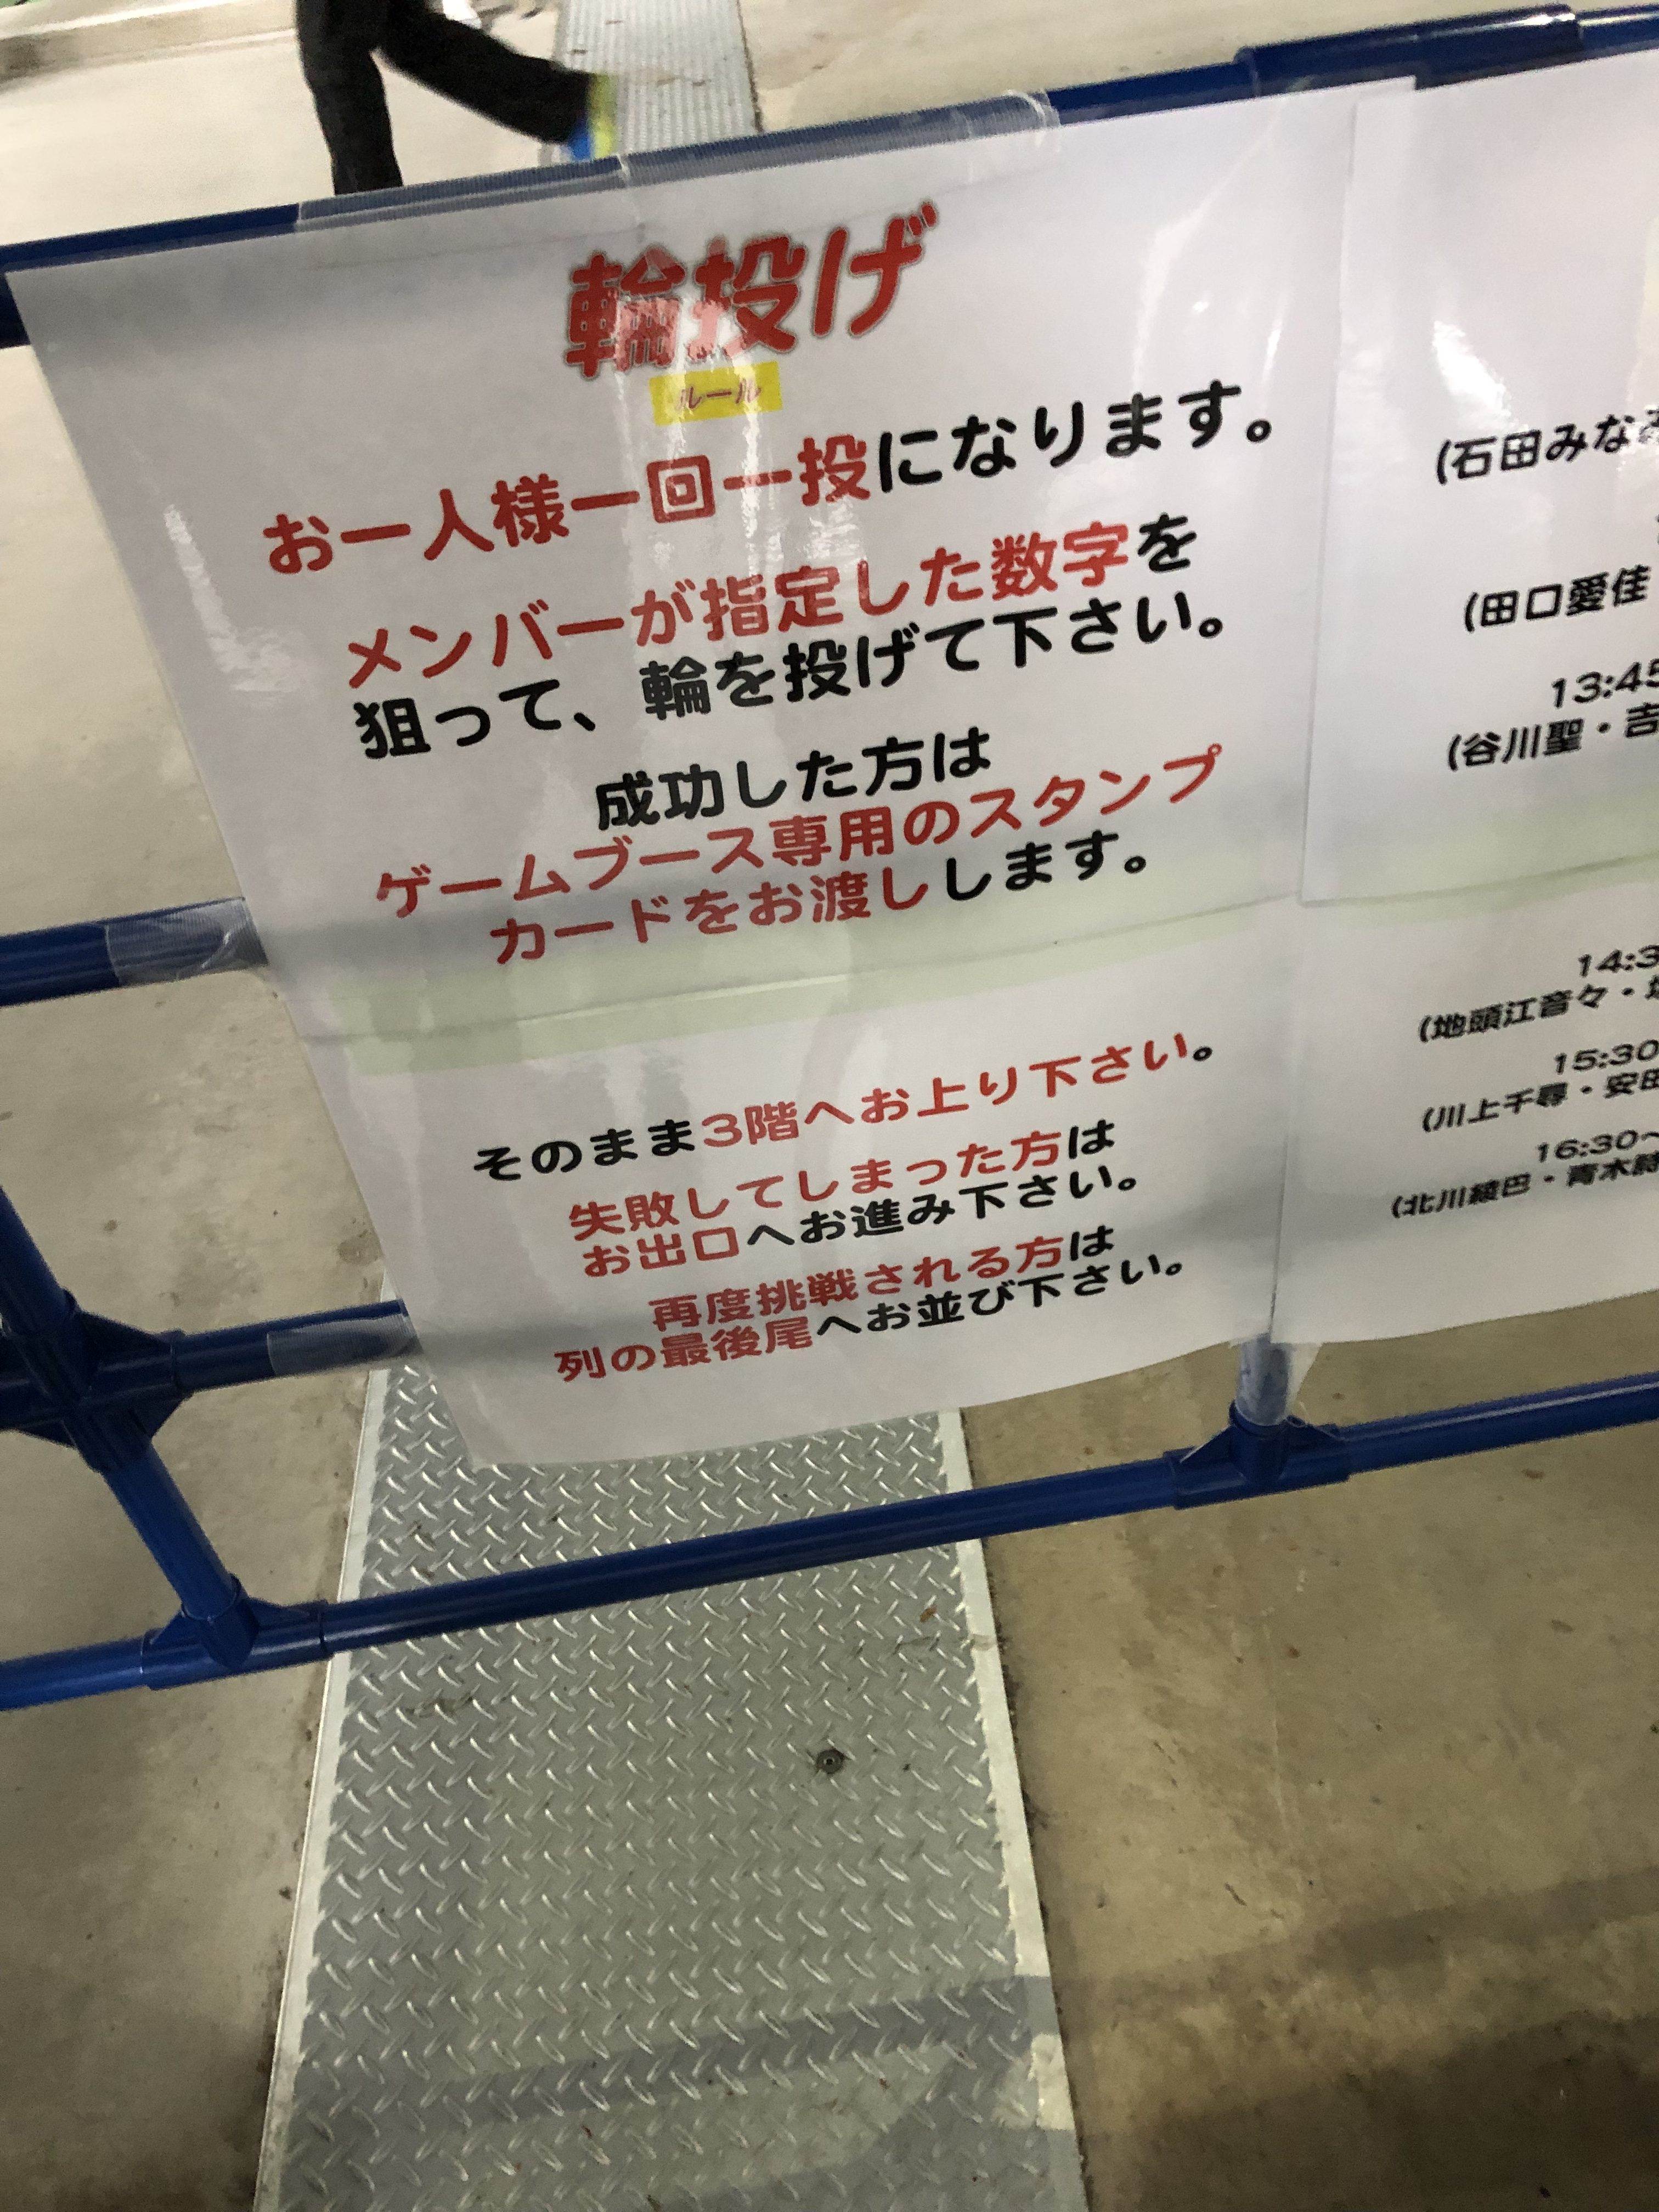 輪投げ
ルール
お一人様一回一投になります。
メンバーが指定した数字を
狙って、輪を投げて下さい。
成功した方は
ゲームブース専用のスタンプ
カードをお渡しします。
そのまま3階へお上り下さい。
失敗してしまった方は
お出口へお進み下さい。
再度挑戦される方は
列の最後尾へお並び下さい。
(石田みなみ
(田口愛佳
13:45
(谷川聖・吉
14:3
(地頭江音々・
15:30
(川上千尋・安田
16:30～
(北川綾巴・青木詩